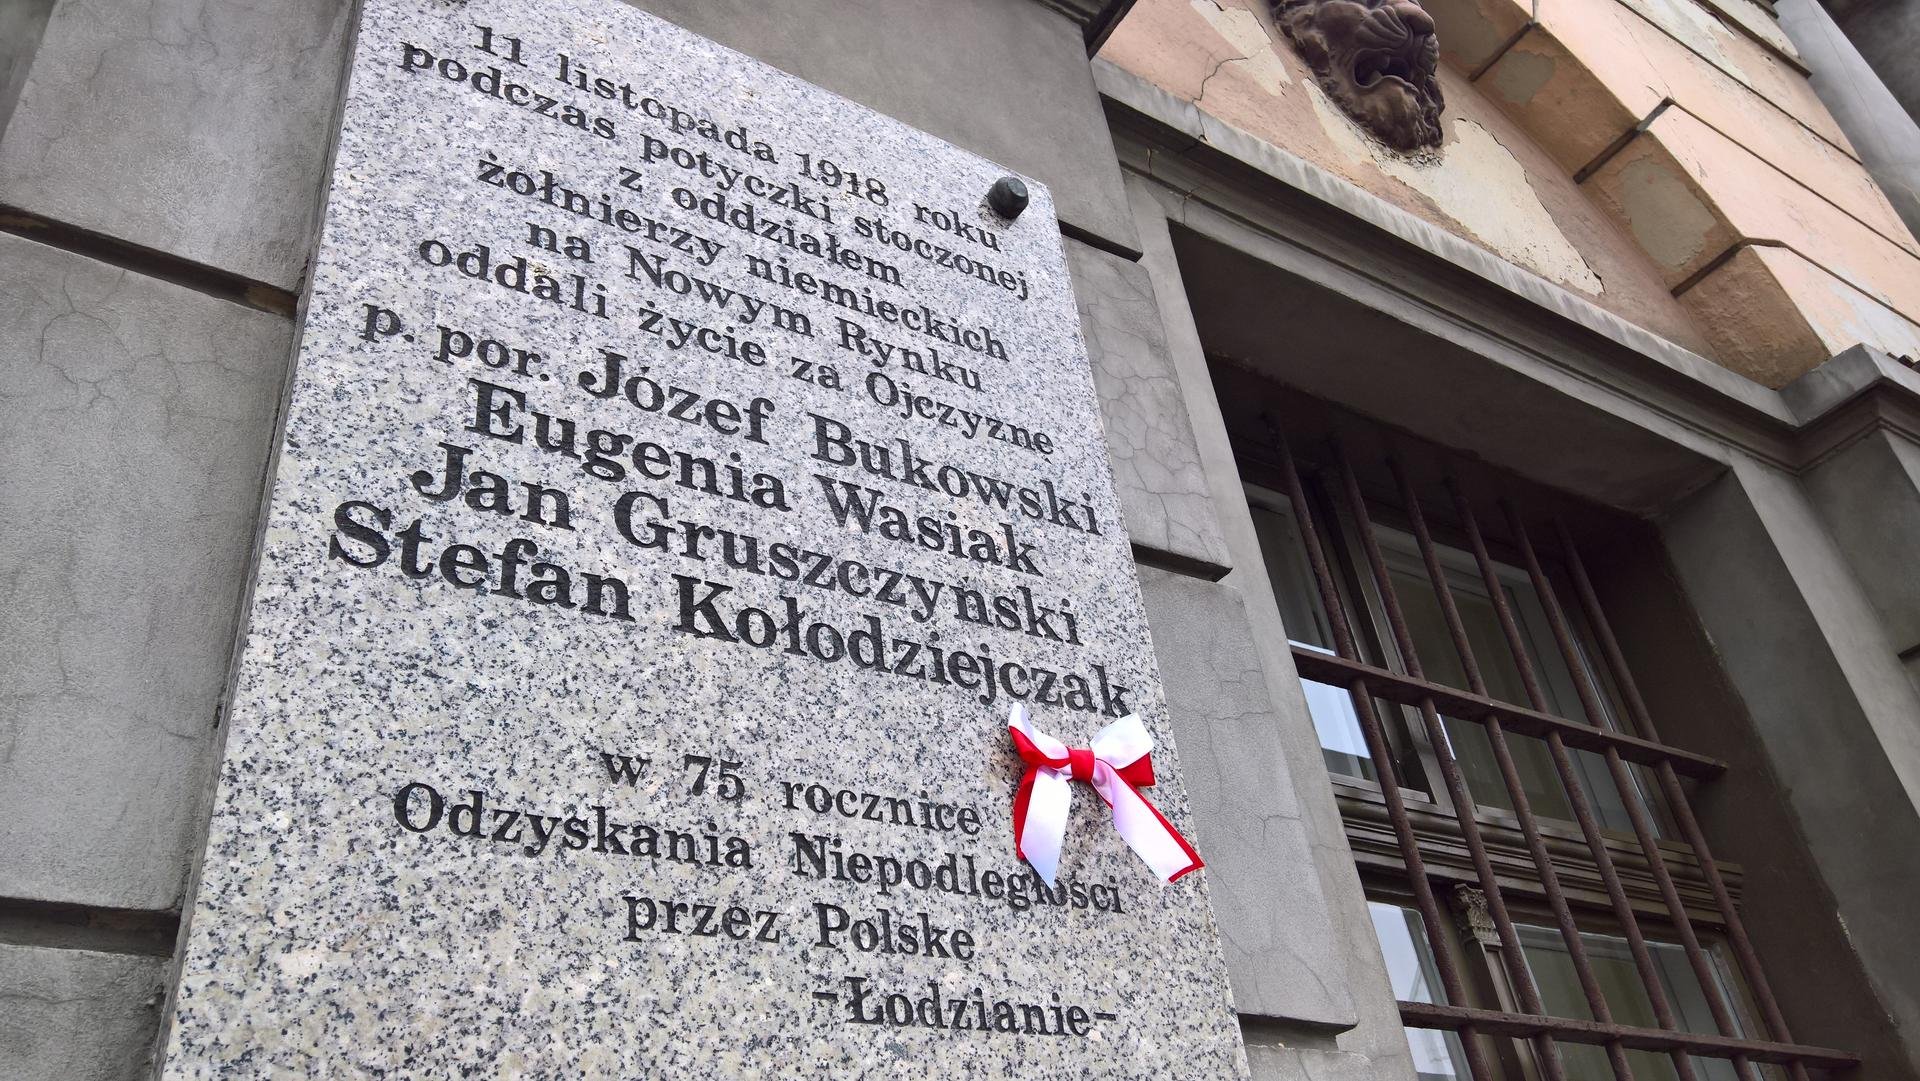 11 listopada 1918 roku
podczas potyczki stoczonej
z oddziałem
żołnierzy niemieckich
na Nowym Rynku
oddali życie za Ojczyznę
p. por. Józef Bukowski
Eugenia Wasiak
Jan Gruszczyński
Stefan Kołodziejczak
w 75 rocznicę
Odzyskania Niepodległości
przez Polskę
-Łodzianie-